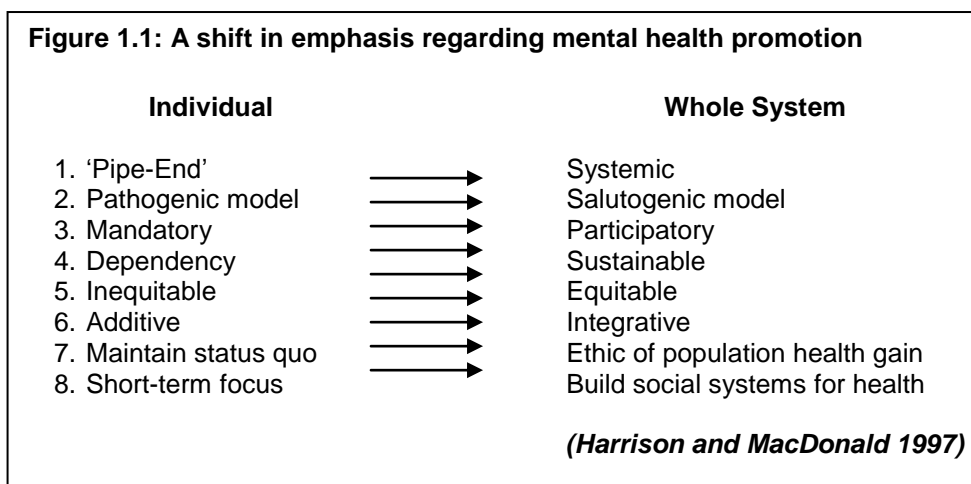 Figure 1.1: A shift in emphasis regarding mental health promotion
Individual Whole System
1. ‘Pipe-End’ Systemic
2. Pathogenic model Salutogenic model
3. Mandatory Participatory
4. Dependency Sustainable
5. Inequitable Equitable
6. Additive Integrative
7. Maintain status quo Ethic of population health gain
8. Short-term focus Build social systems for health
(Harrison and MacDonald 1997)